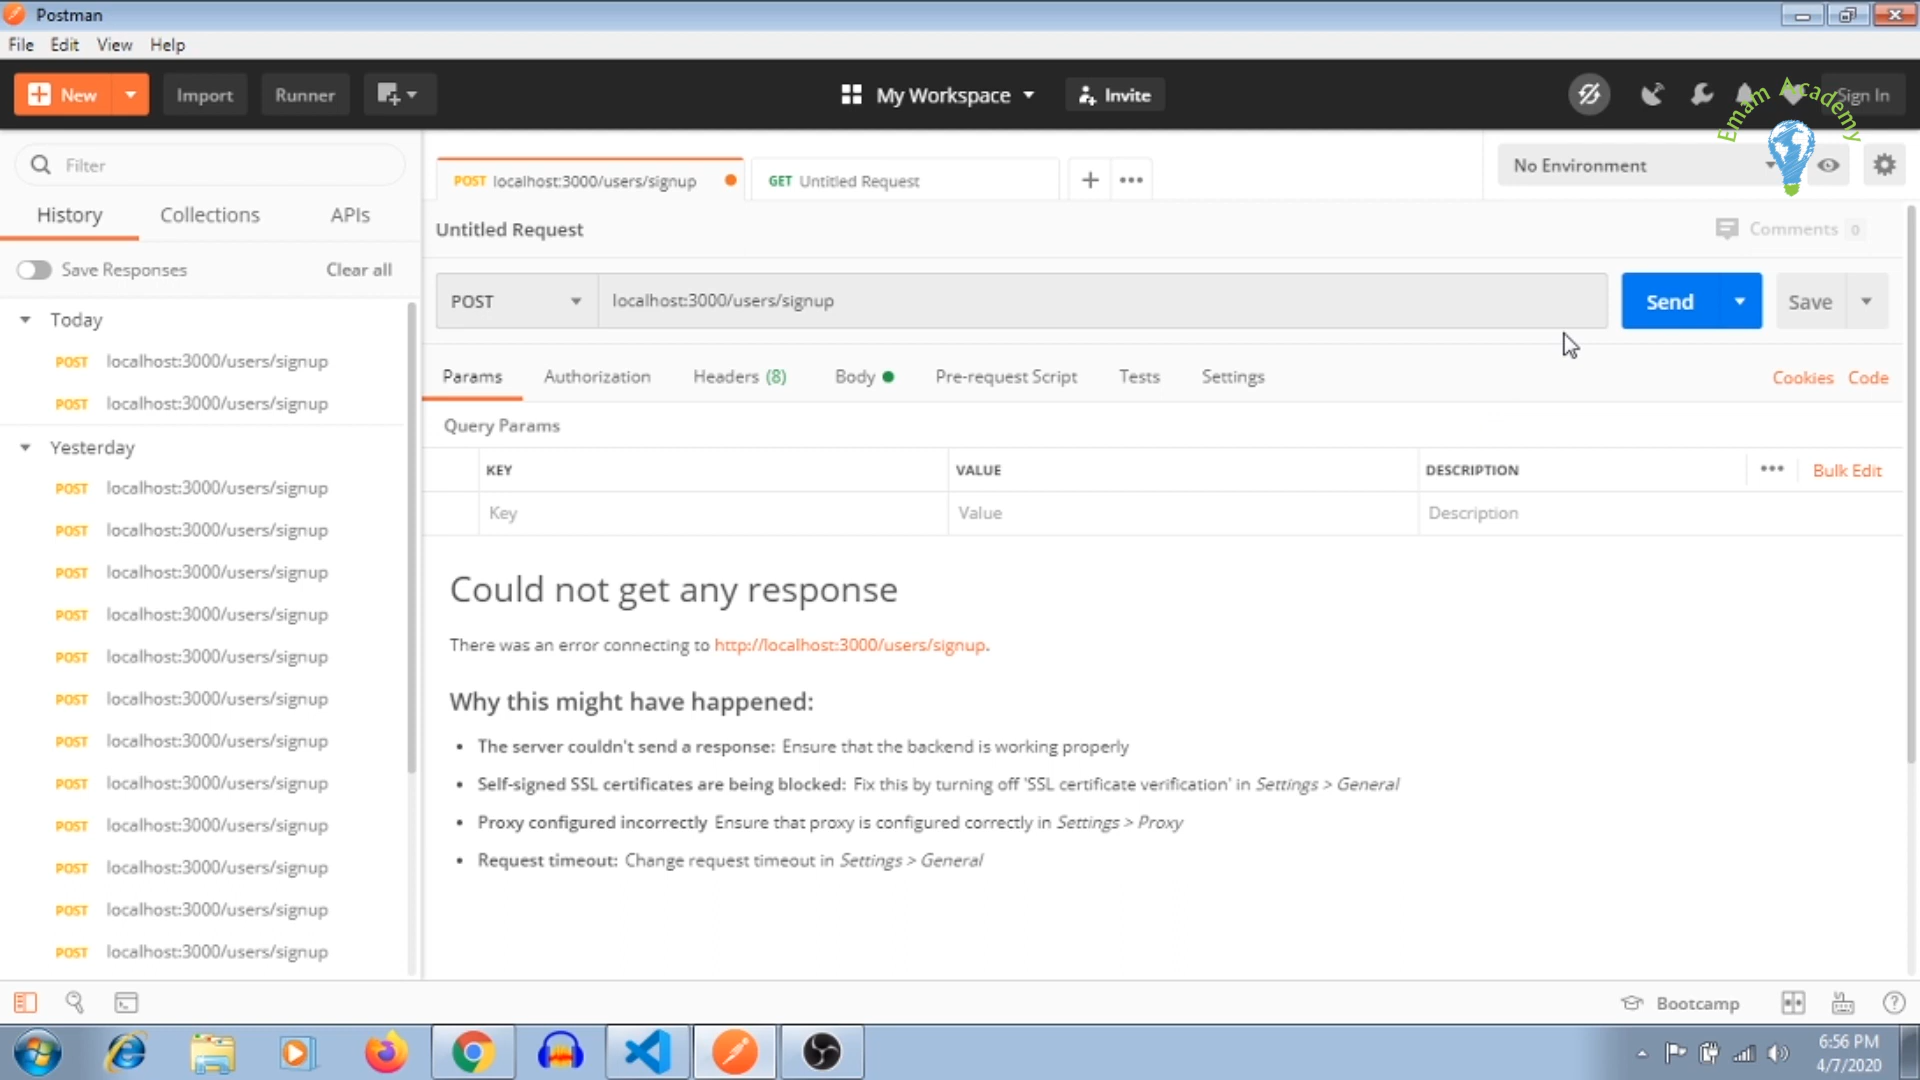 Postman
File Edit View Help
New Import Runner My Workspace Invite Sign In
Emam Academy
Filter
History Collections APIs
Save Responses Clear all
Today
POST localhost:3000/users/signup
POST localhost:3000/users/signup
Yesterday
POST localhost:3000/users/signup
POST localhost:3000/users/signup
POST localhost:3000/users/signup
POST localhost:3000/users/signup
POST localhost:3000/users/signup
POST localhost:3000/users/signup
POST localhost:3000/users/signup
POST localhost:3000/users/signup
POST localhost:3000/users/signup
POST localhost:3000/users/signup
POST localhost:3000/users/signup
POST localhost:3000/users/signup
POST localhost:3000/users/signup GET Untitled Request No Environment
Untitled Request Comments 0
POST localhost:3000/users/signup Send Save
Params Authorization Headers (8) Body Pre-request Script Tests Settings Cookies Code
Query Params
KEY VALUE DESCRIPTION Bulk Edit
Key Value Description
Could not get any response
There was an error connecting to http://localhost:3000/users/signup.
Why this might have happened:
• The server couldn't send a response: Ensure that the backend is working properly
• Self-signed SSL certificates are being blocked: Fix this by turning off 'SSL certificate verification' in Settings > General
• Proxy configured incorrectly Ensure that proxy is configured correctly in Settings > Proxy
• Request timeout: Change request timeout in Settings > General
Bootcamp
6:56 PM
4/7/2020